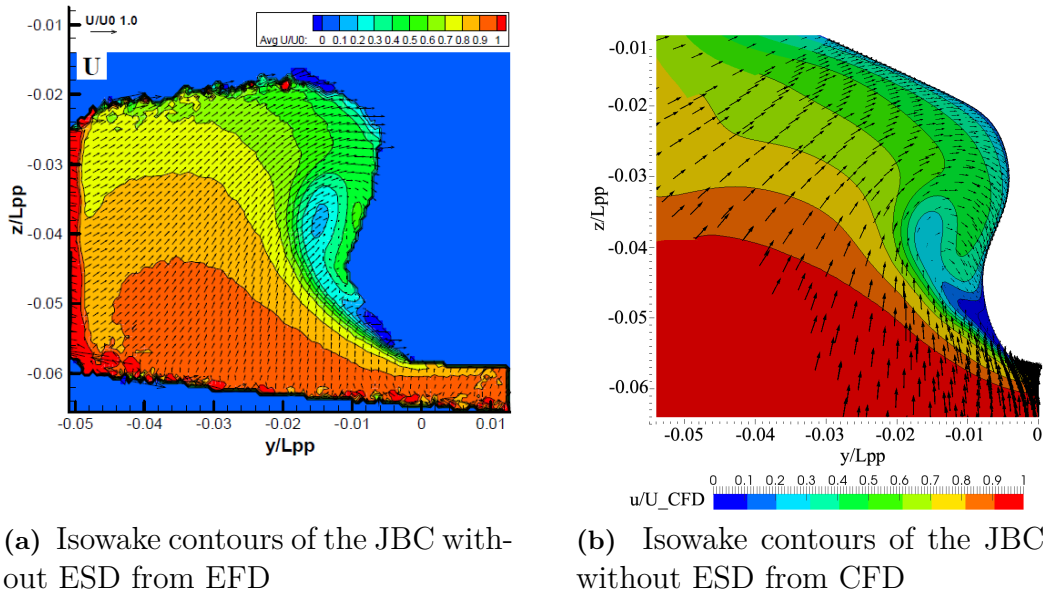 U/U0 1.0
Avg U/U0: 0 0.1 0.2 0.3 0.4 0.5 0.6 0.7 0.8 0.9 1
U
-0.01
-0.02
-0.03
-0.04
-0.05
-0.06
z/Lpp
-0.05 -0.04 -0.03 -0.02 -0.01 0 0.01
y/Lpp
-0.01
-0.02
-0.03
-0.04
-0.05
-0.06
z/Lpp
-0.05 -0.04 -0.03 -0.02 -0.01 0
y/Lpp
0 0.1 0.2 0.3 0.4 0.5 0.6 0.7 0.8 0.9 1
u/U_CFD
(a) Isowake contours of the JBC with-
out ESD from EFD
(b) Isowake contours of the JBC
without ESD from CFD